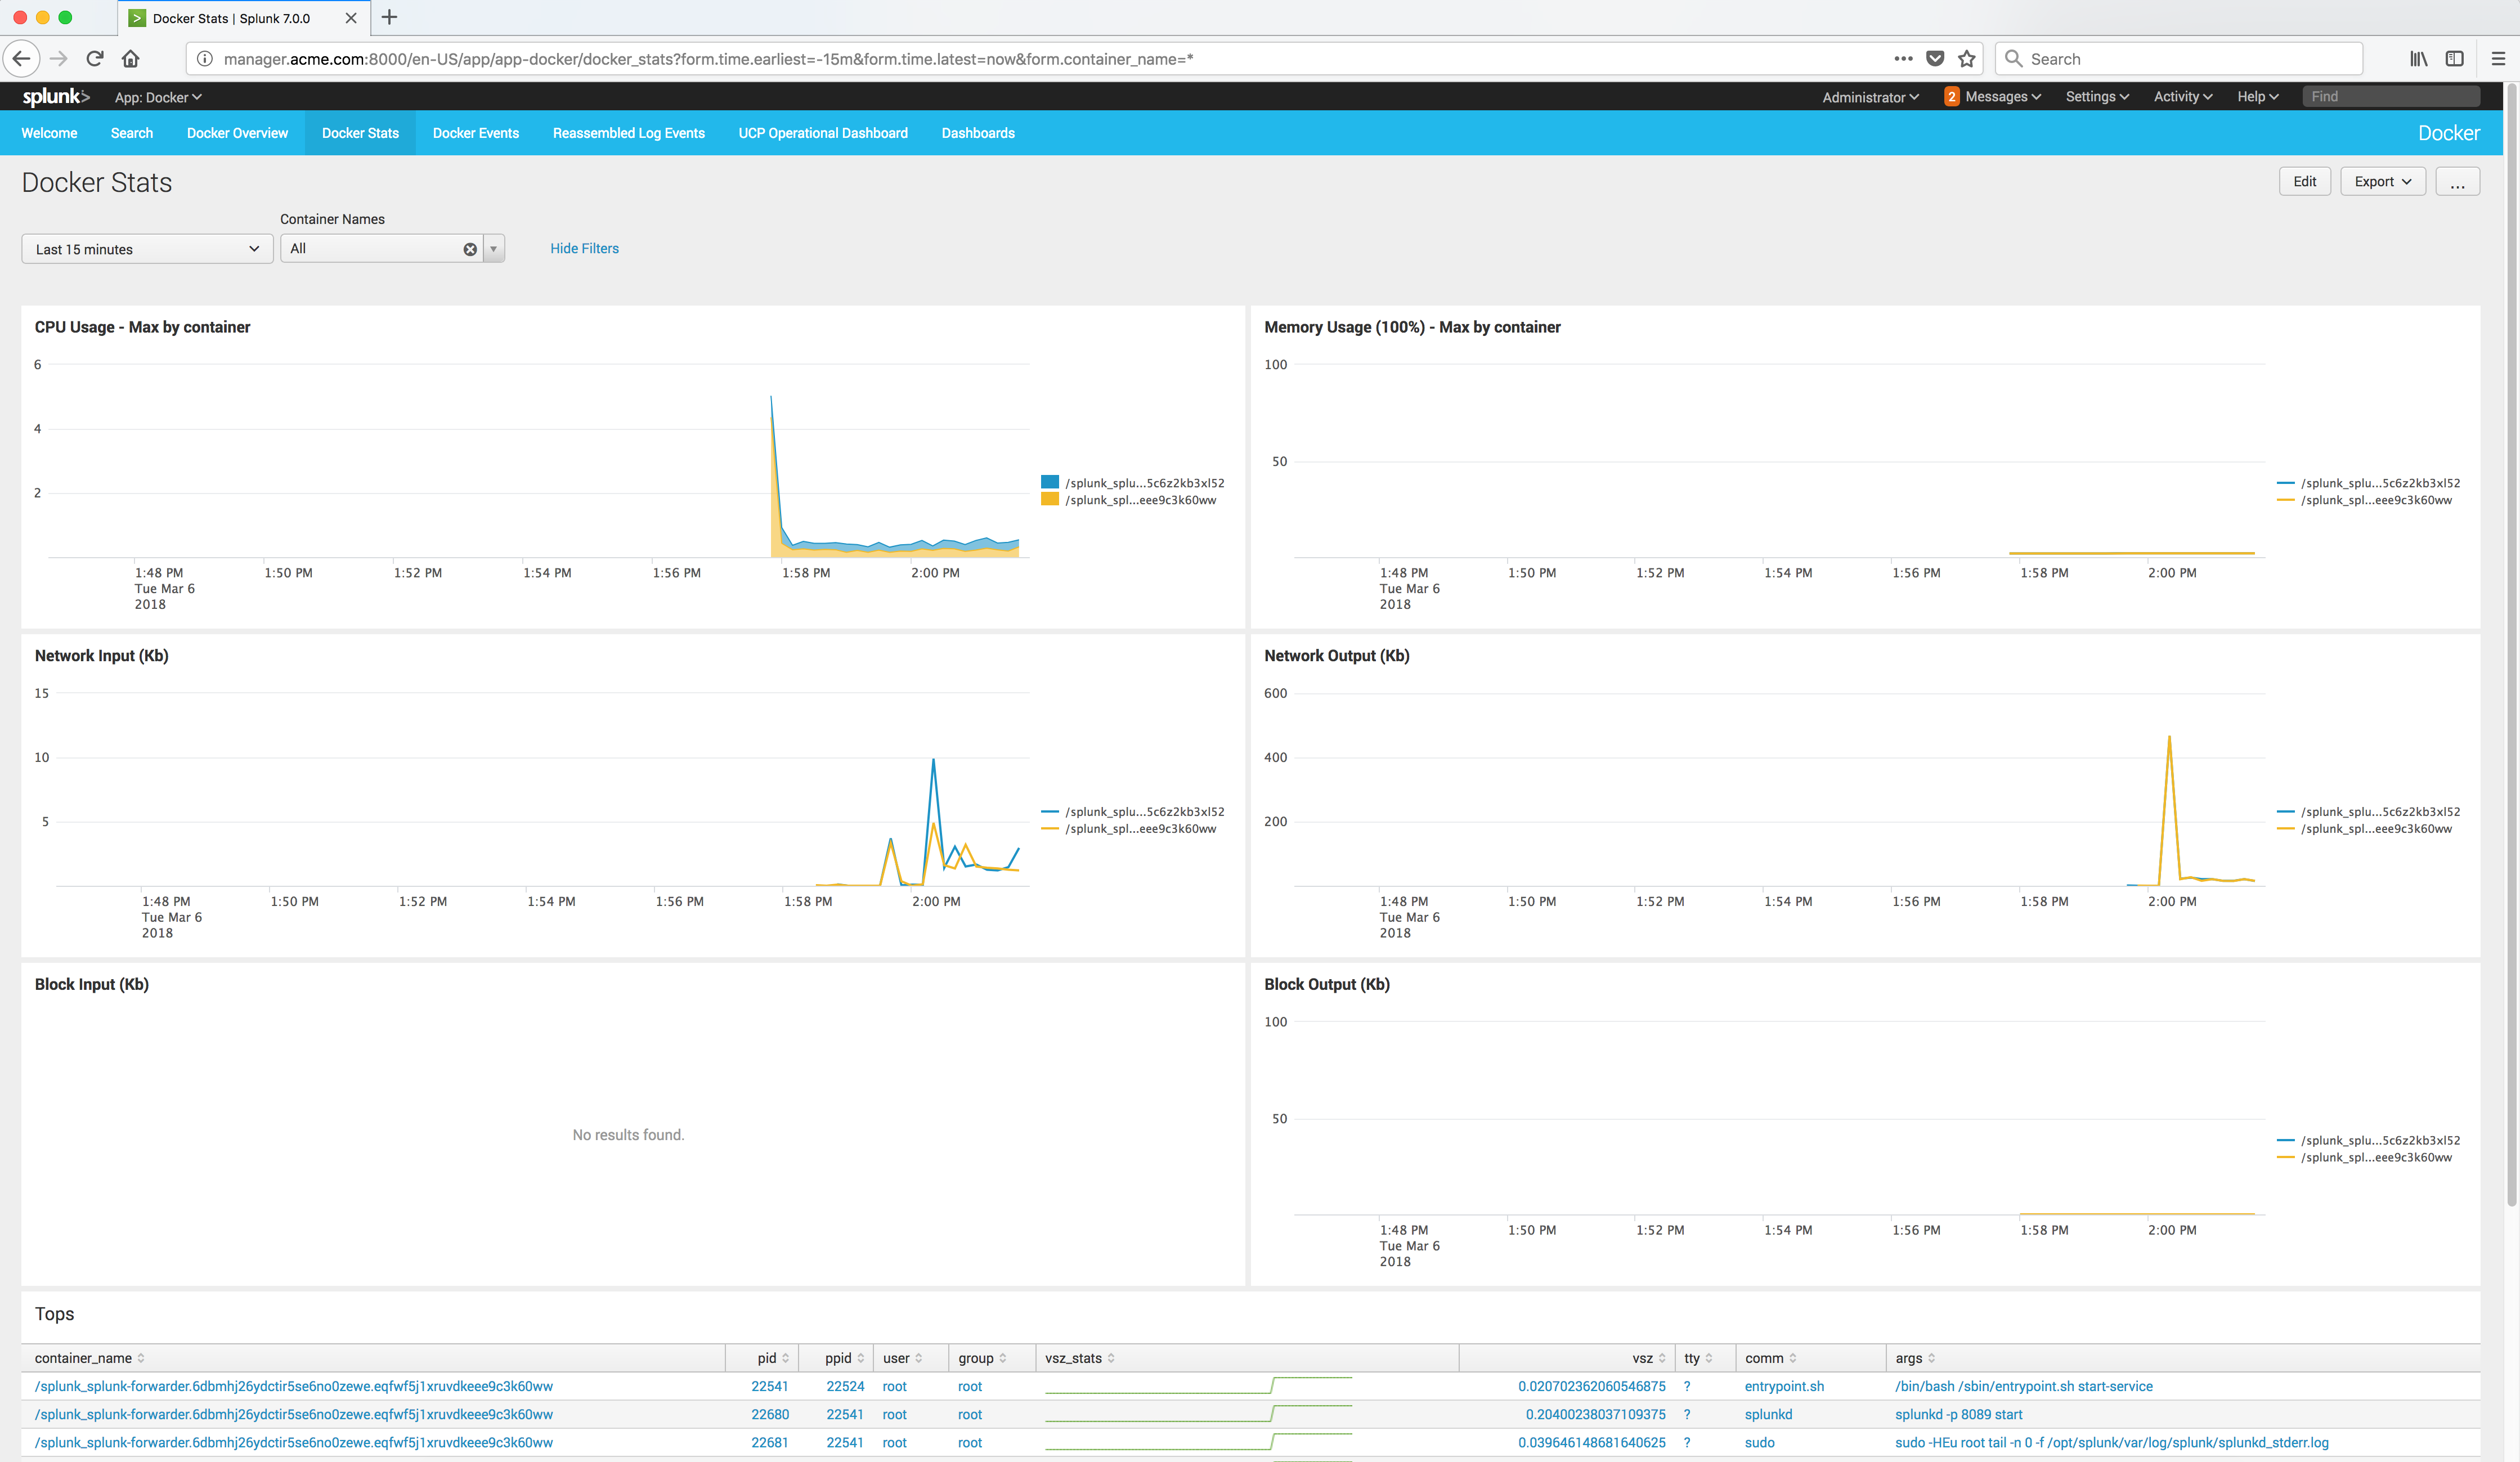 Docker Stats | Splunk 7.0.0
manager.acme.com:8000/en-US/app/app-docker/docker_stats?form.time.earliest=-15m&form.time.latest=now&form.container_name=*
Search
splunk> App: Docker Administrator 2 Messages Settings Activity Help Find
Welcome Search Docker Overview Docker Stats Docker Events Reassembled Log Events UCP Operational Dashboard Dashboards Docker
Docker Stats
Edit Export ...
Container Names
Last 15 minutes All Hide Filters
CPU Usage - Max by container
6
4
2
1:48 PM 1:50 PM 1:52 PM 1:54 PM 1:56 PM 1:58 PM 2:00 PM
Tue Mar 6
2018
/splunk_splu...5c6z2kb3xl52
/splunk_spl...eee9c3k60ww
Memory Usage (100%) - Max by container
100
50
1:48 PM 1:50 PM 1:52 PM 1:54 PM 1:56 PM 1:58 PM 2:00 PM
Tue Mar 6
2018
/splunk_splu...5c6z2kb3xl52
/splunk_spl...eee9c3k60ww
Network Input (Kb)
15
10
5
1:48 PM 1:50 PM 1:52 PM 1:54 PM 1:56 PM 1:58 PM 2:00 PM
Tue Mar 6
2018
/splunk_splu...5c6z2kb3xl52
/splunk_spl...eee9c3k60ww
Network Output (Kb)
600
400
200
1:48 PM 1:50 PM 1:52 PM 1:54 PM 1:56 PM 1:58 PM 2:00 PM
Tue Mar 6
2018
/splunk_splu...5c6z2kb3xl52
/splunk_spl...eee9c3k60ww
Block Input (Kb)
No results found.
Block Output (Kb)
100
50
1:48 PM 1:50 PM 1:52 PM 1:54 PM 1:56 PM 1:58 PM 2:00 PM
Tue Mar 6
2018
/splunk_splu...5c6z2kb3xl52
/splunk_spl...eee9c3k60ww
Tops
container_name pid ppid user group vsz_stats vsz tty comm args
/splunk_splunk-forwarder.6dbmhj26ydctir5se6no0zewe.eqfwf5j1xruvdkeee9c3k60ww 22541 22524 root root 0.020702362060546875 ? entrypoint.sh /bin/bash /sbin/entrypoint.sh start-service
/splunk_splunk-forwarder.6dbmhj26ydctir5se6no0zewe.eqfwf5j1xruvdkeee9c3k60ww 22680 22541 root root 0.20400238037109375 ? splunkd splunkd -p 8089 start
/splunk_splunk-forwarder.6dbmhj26ydctir5se6no0zewe.eqfwf5j1xruvdkeee9c3k60ww 22681 22541 root root 0.039646148681640625 ? sudo sudo -HEu root tail -n 0 -f /opt/splunk/var/log/splunk/splunkd_stderr.log